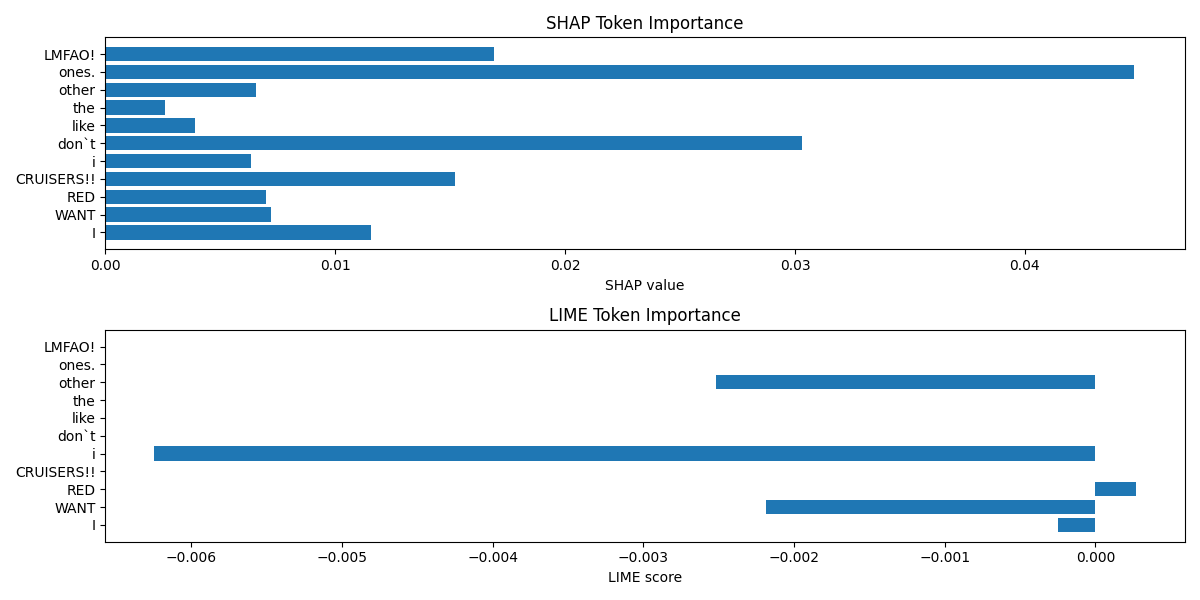 SHAP Token Importance
LMFAO!
ones.
other
the
like
don`t
i
CRUISERS!!
RED
WANT
I
0.00 0.01 0.02 0.03 0.04
SHAP value
LIME Token Importance
LMFAO!
ones.
other
the
like
don`t
i
CRUISERS!!
RED
WANT
I
−0.006 −0.005 −0.004 −0.003 −0.002 −0.001 0.000
LIME score